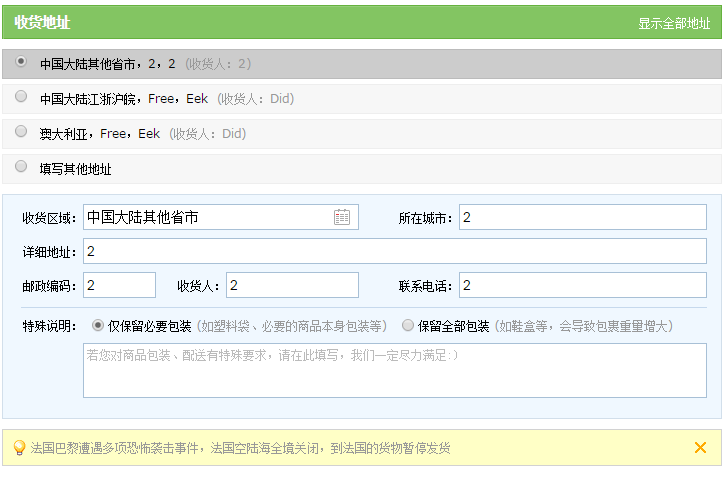 收货地址 显示全部地址
中国大陆其他省市，2，2（收货人：2）
中国大陆江浙沪皖，Free，Eek（收货人：Did）
澳大利亚，Free，Eek（收货人：Did）
填写其他地址
收货区域：中国大陆其他省市 所在城市：2
详细地址：2
邮政编码：2 收货人：2 联系电话：2
特殊说明： 仅保留必要包装（如塑料袋、必要的商品本身包装等） 保留全部包装（如鞋盒等，会导致包裹重量增大）
若您对商品包装、配送有特殊要求，请在此填写，我们一定尽力满足:)
法国巴黎遭遇多项恐怖袭击事件，法国空陆海全境关闭，到法国的货物暂停发货